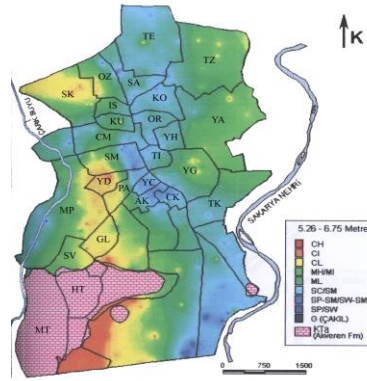 K
TE
TZ
OZ
SA
SK
KO
IS
KU
OR
YA
CM
YH
SM
TI
YG
YD
YC
PA
AK
CK
TK
MP
GL
SV
HT
MT
SAKARYA NEHRİ
5.26 - 6.75 Metre
CH
CI
CL
MH/MI
ML
SC/SM
SP-SM/SW-SM
SP/SW
G (ÇAKIL)
KTa
(Akveren Fm)
0 750 1500